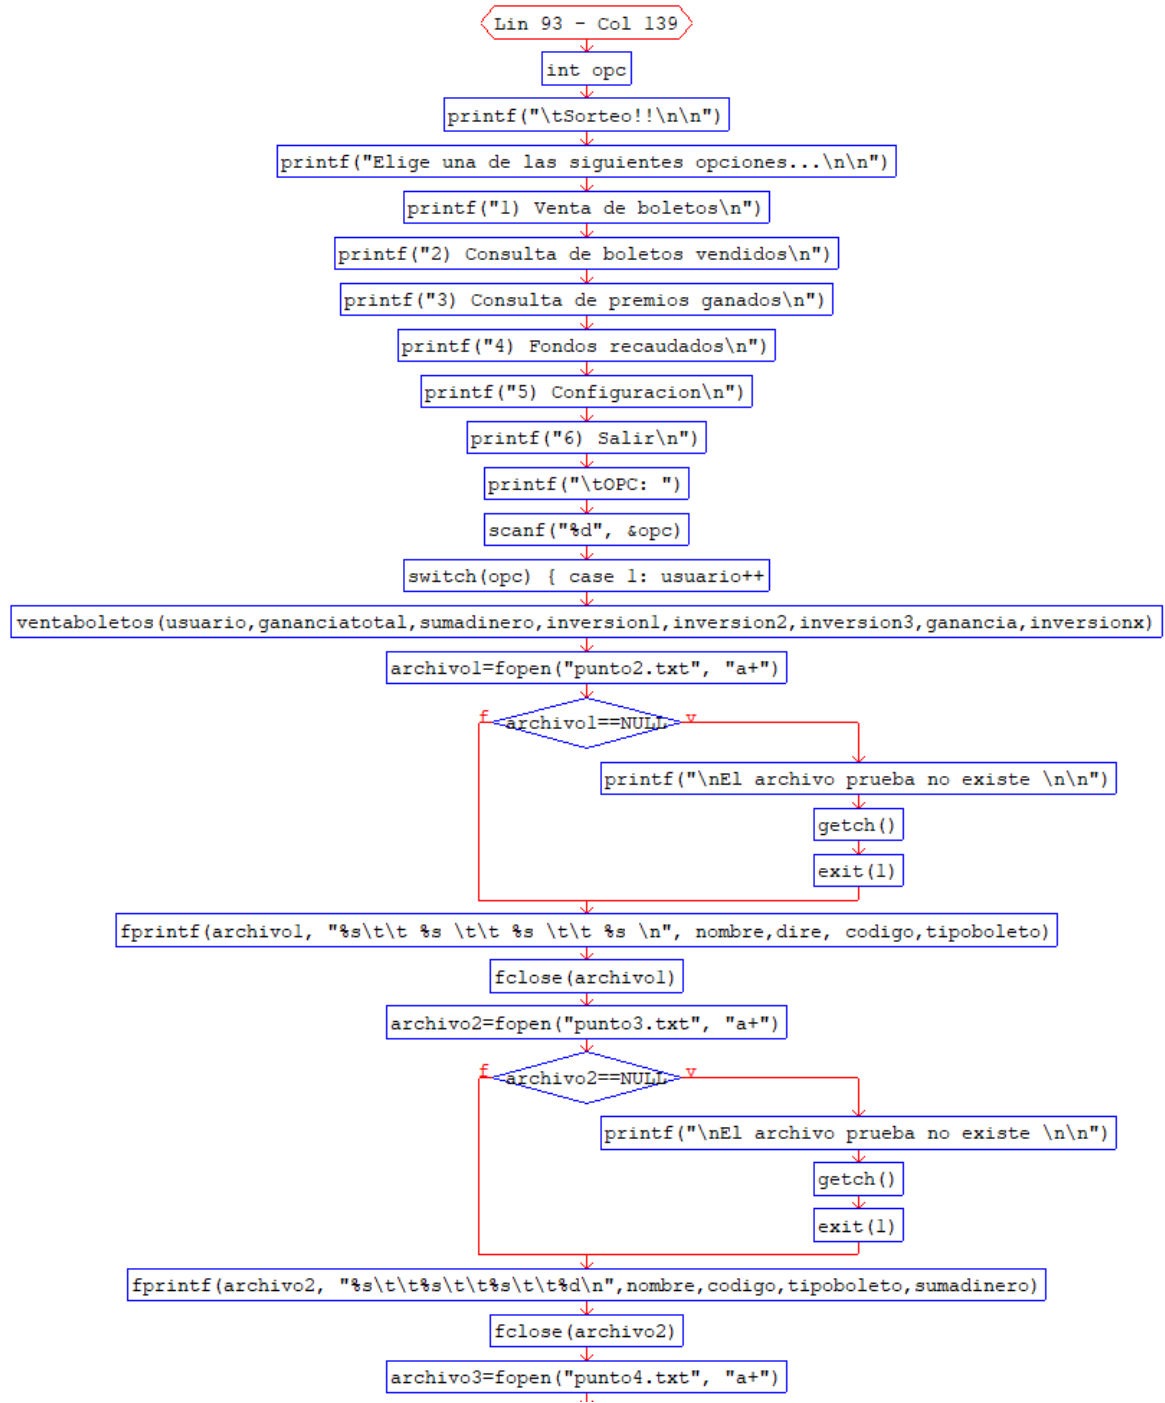 Lin 93 - Col 139
int opc
printf("\tSorteo!!\n\n")
printf("Elige una de las siguientes opciones...\n\n")
printf("1) Venta de boletos\n")
printf("2) Consulta de boletos vendidos\n")
printf("3) Consulta de premios ganados\n")
printf("4) Fondos recaudados\n")
printf("5) Configuracion\n")
printf("6) Salir\n")
printf("\tOPC: ")
scanf("%d", &opc)
switch(opc) { case 1: usuario++
ventaboletos(usuario,gananciatotal,sumadinero,inversion1,inversion2,inversion3,ganancia,inversionx)
archivo1=fopen("punto2.txt", "a+")
f archivo1==NULL v
printf("\nEl archivo prueba no existe \n\n")
getch()
exit(1)
fprintf(archivo1, "%s\t\t %s \t\t %s \t\t %s \n", nombre,dire, codigo,tipoboleto)
fclose(archivo1)
archivo2=fopen("punto3.txt", "a+")
f archivo2==NULL v
printf("\nEl archivo prueba no existe \n\n")
getch()
exit(1)
fprintf(archivo2, "%s\t\t%s\t\t%s\t\t%d\n",nombre,codigo,tipoboleto,sumadinero)
fclose(archivo2)
archivo3=fopen("punto4.txt", "a+")